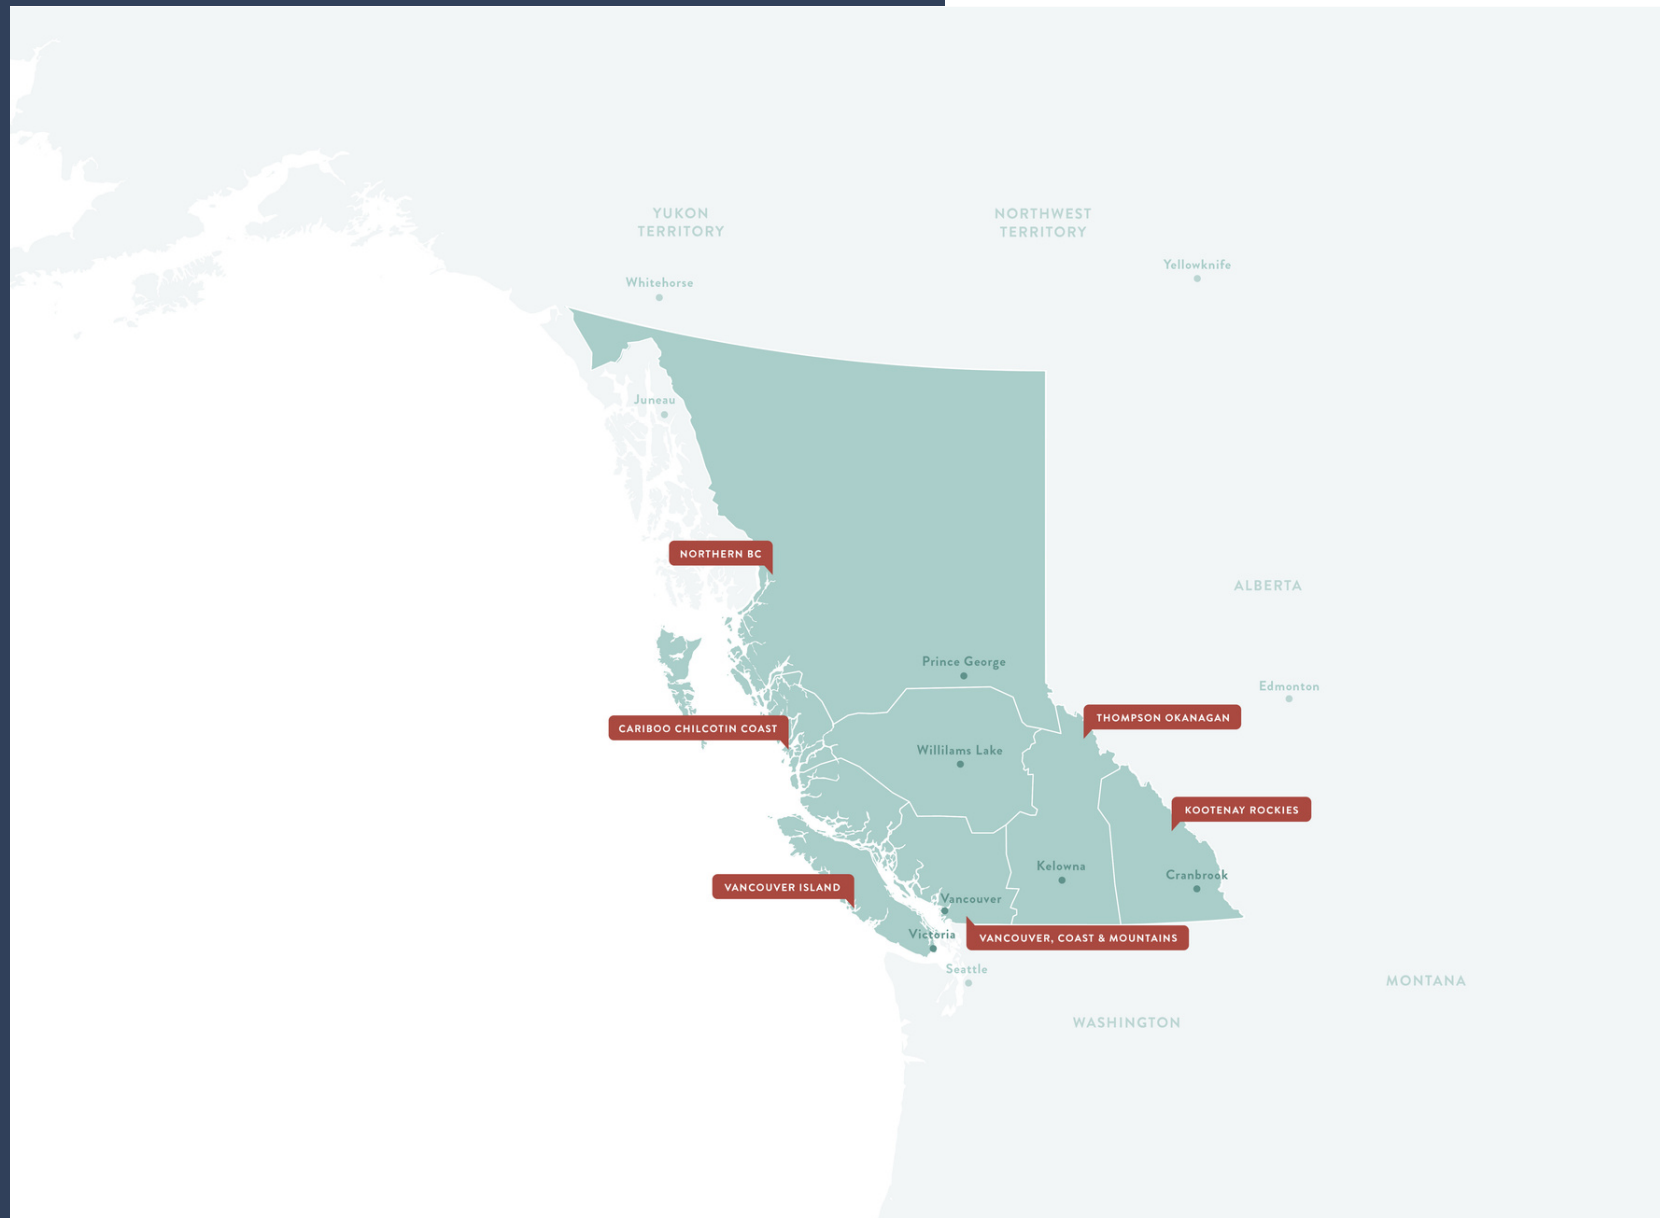 YUKON
TERRITORY
NORTHWEST
TERRITORY
Yellowknife
Whitehorse
Juneau
NORTHERN BC
ALBERTA
Prince George
Edmonton
THOMPSON OKANAGAN
CARIBOO CHILCOTIN COAST
Willilams Lake
KOOTENAY ROCKIES
Kelowna
Cranbrook
VANCOUVER ISLAND
Vancouver
Victoria
VANCOUVER, COAST & MOUNTAINS
Seattle
MONTANA
WASHINGTON